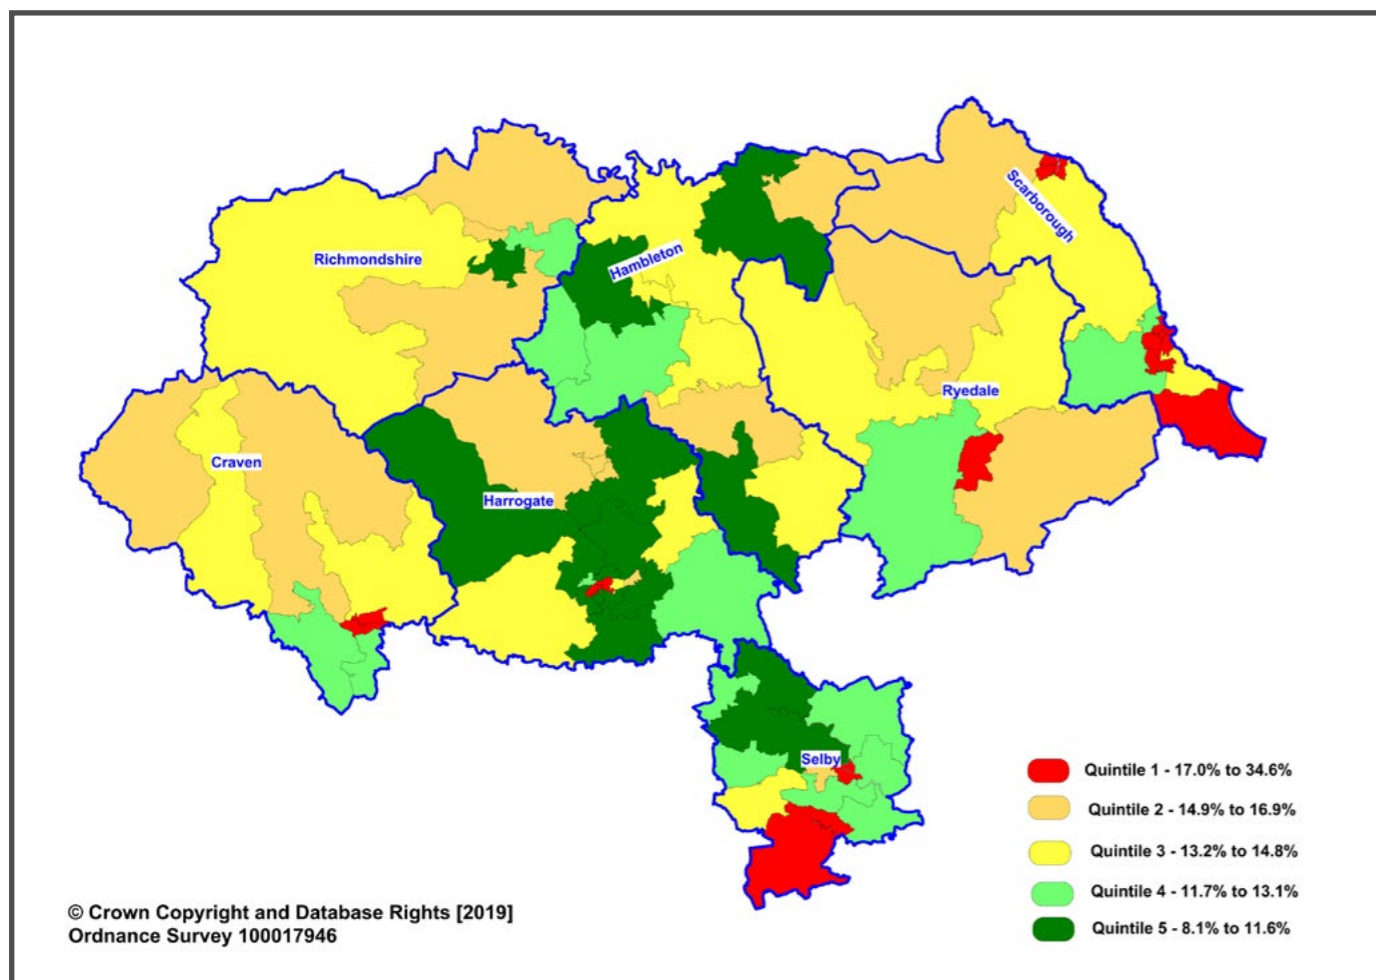 Scarborough
Richmondshire
Hambleton
Ryedale
Craven
Harrogate
Selby
Quintile 1 - 17.0% to 34.6%
Quintile 2 - 14.9% to 16.9%
Quintile 3 - 13.2% to 14.8%
Quintile 4 - 11.7% to 13.1%
Quintile 5 - 8.1% to 11.6%
© Crown Copyright and Database Rights [2019]
Ordnance Survey 100017946